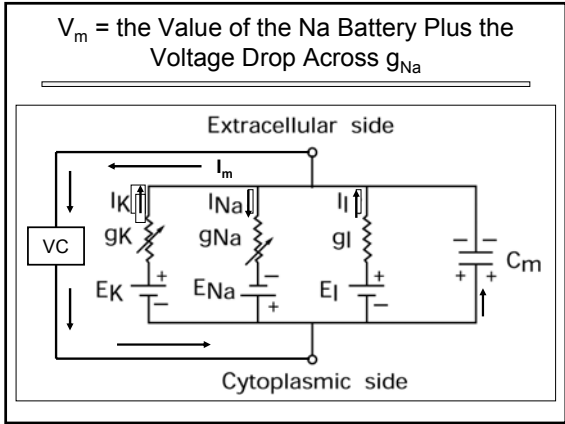 Vm = the Value of the Na Battery Plus the
Voltage Drop Across gNa
Extracellular side
Im
IK INa Il
gK gNa gl
VC
+ − + − −
EK ENa El Cm
− + − + +
Cytoplasmic side